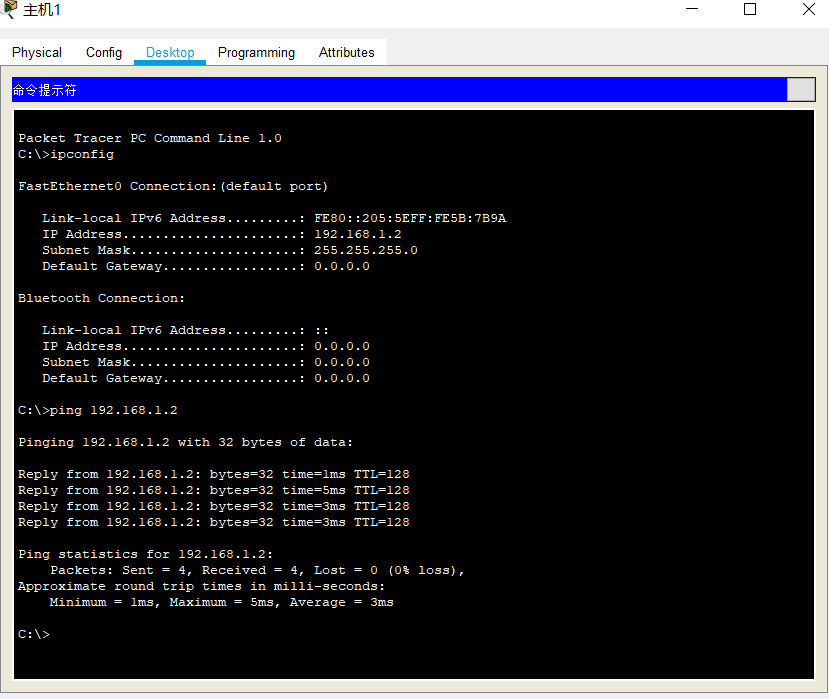 主机1
Physical Config Desktop Programming Attributes
命令提示符
Packet Tracer PC Command Line 1.0
C:\>ipconfig
FastEthernet0 Connection:(default port)
Link-local IPv6 Address.........: FE80::205:5EFF:FE5B:7B9A
IP Address......................: 192.168.1.2
Subnet Mask.....................: 255.255.255.0
Default Gateway.................: 0.0.0.0
Bluetooth Connection:
Link-local IPv6 Address.........: ::
IP Address......................: 0.0.0.0
Subnet Mask.....................: 0.0.0.0
Default Gateway.................: 0.0.0.0
C:\>ping 192.168.1.2
Pinging 192.168.1.2 with 32 bytes of data:
Reply from 192.168.1.2: bytes=32 time=1ms TTL=128
Reply from 192.168.1.2: bytes=32 time=5ms TTL=128
Reply from 192.168.1.2: bytes=32 time=3ms TTL=128
Reply from 192.168.1.2: bytes=32 time=3ms TTL=128
Ping statistics for 192.168.1.2:
Packets: Sent = 4, Received = 4, Lost = 0 (0% loss),
Approximate round trip times in milli-seconds:
Minimum = 1ms, Maximum = 5ms, Average = 3ms
C:\>